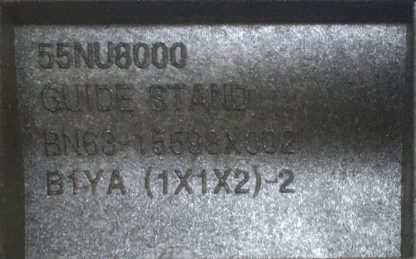 55NU8000
GUIDE STAND
BN63-15598X002
B1YA (1X1X2)-2